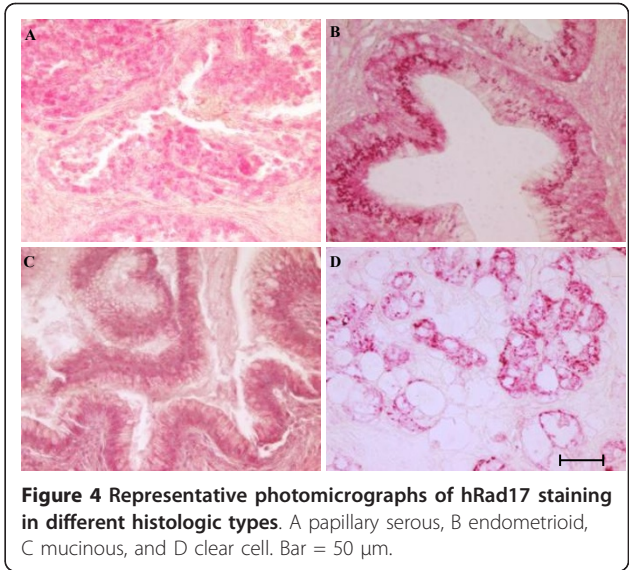 A
B
C
D
Figure 4 Representative photomicrographs of hRad17 staining
in different histologic types. A papillary serous, B endometrioid,
C mucinous, and D clear cell. Bar = 50 μm.